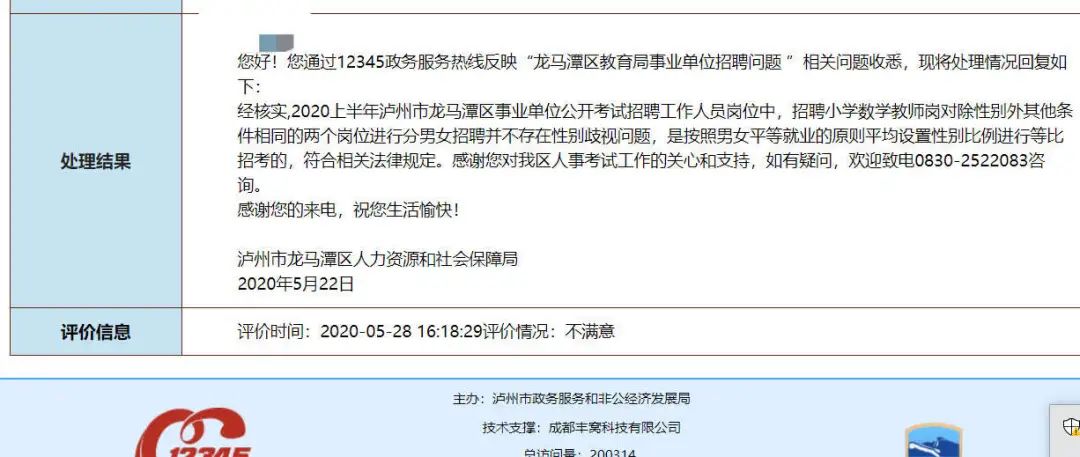 您好！您通过12345政务服务热线反映“龙马潭区教育局事业单位招聘问题 ”相关问题收悉，现将处理情况回复如
下：
经核实,2020上半年泸州市龙马潭区事业单位公开考试招聘工作人员岗位中，招聘小学数学教师岗对除性别外其他条
件相同的两个岗位进行分男女招聘并不存在性别歧视问题，是按照男女平等就业的原则平均设置性别比例进行等比
招考的，符合相关法律规定。感谢您对我区人事考试工作的关心和支持，如有疑问，欢迎致电0830-2522083咨
询。
感谢您的来电，祝您生活愉快！
处理结果
泸州市龙马潭区人力资源和社会保障局
2020年5月22日
评价信息
评价时间：2020-05-28 16:18:29评价情况：不满意
主办：泸州市政务服务和非公经济发展局
技术支撑：成都丰窝科技有限公司
总访问量：200314
12345